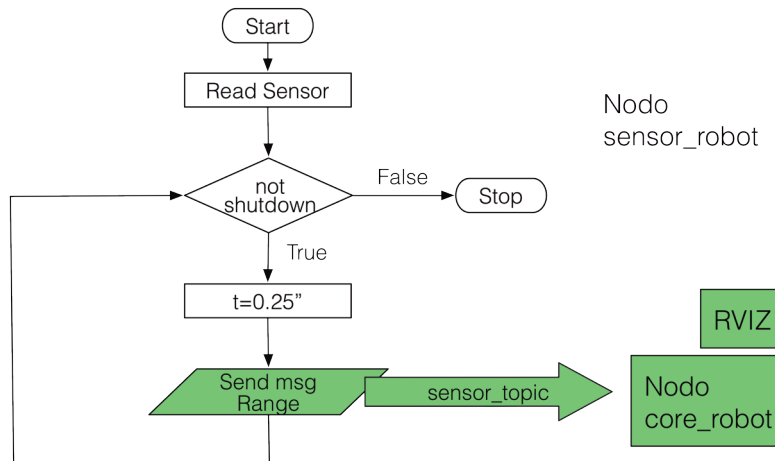 Start
Read Sensor
Nodo
sensor_robot
not
shutdown
False
Stop
True
t=0.25”
RVIZ
Send msg
Range
sensor_topic
Nodo
core_robot